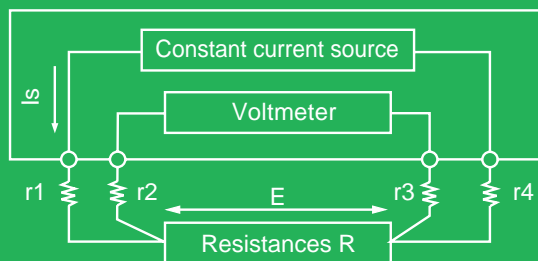 Constant current source
Is
Voltmeter
r1
r2
E
r3
r4
Resistances R